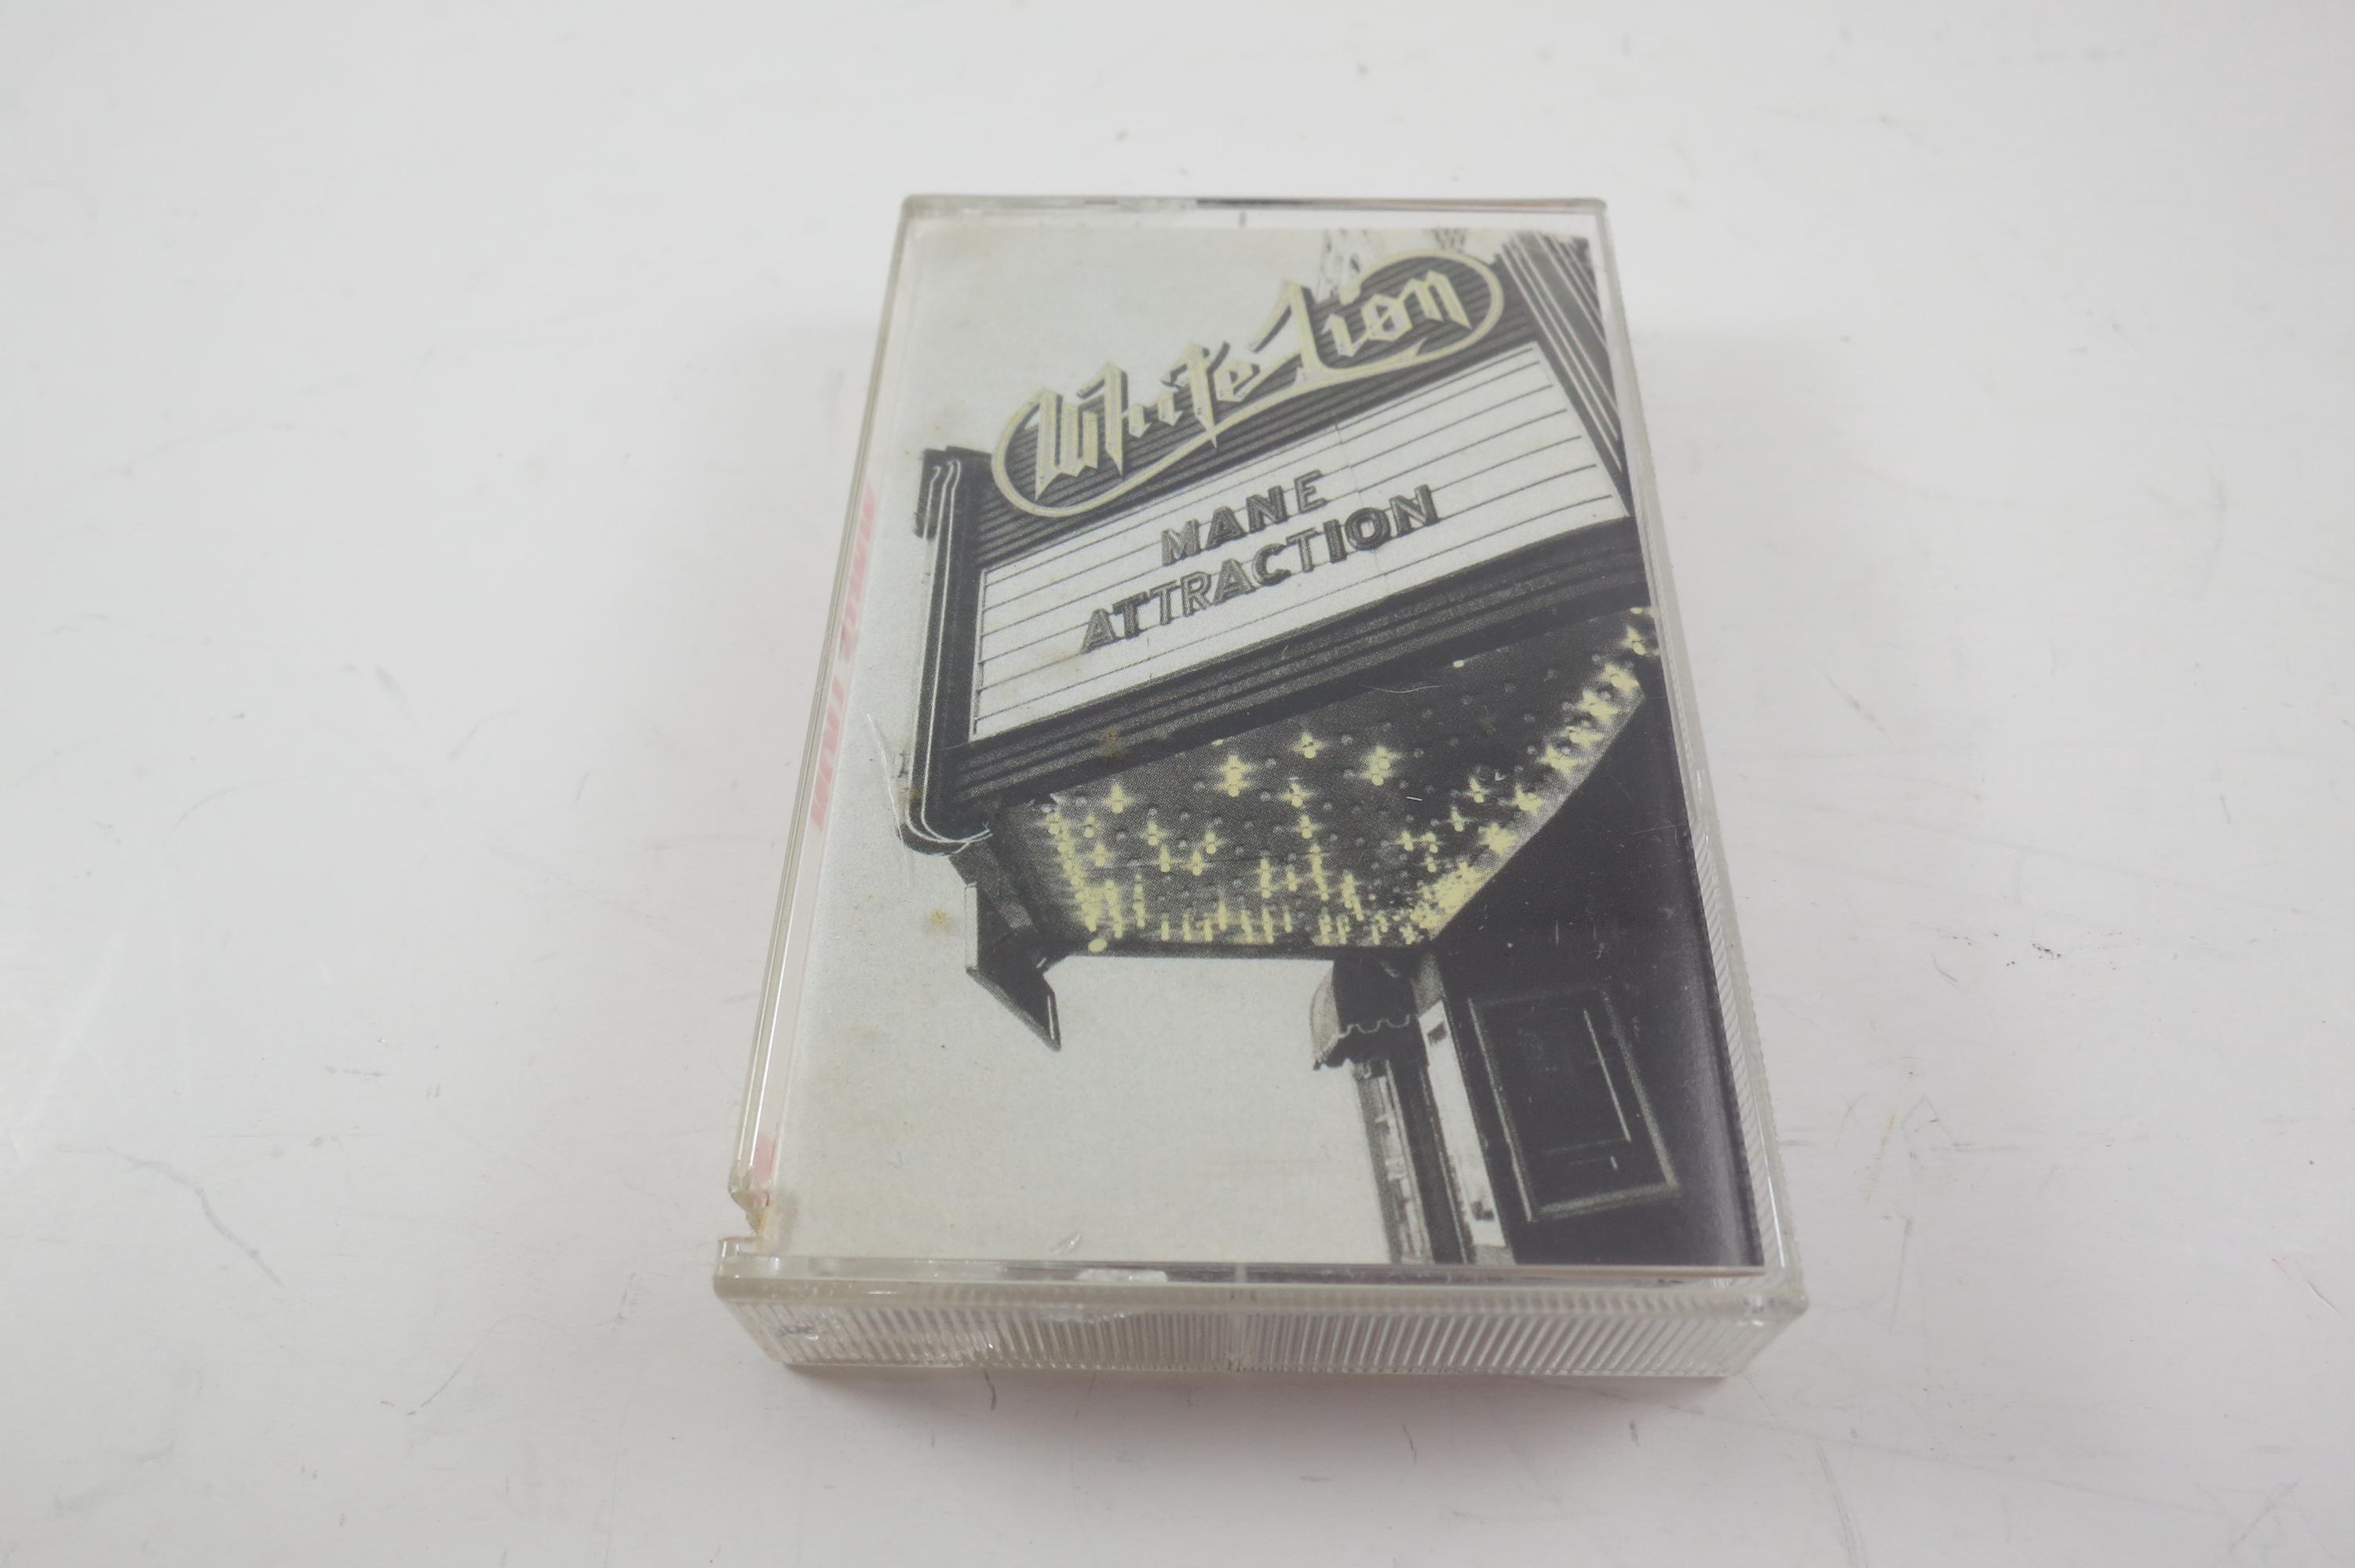 White Lion
MANE
ATTRACTION